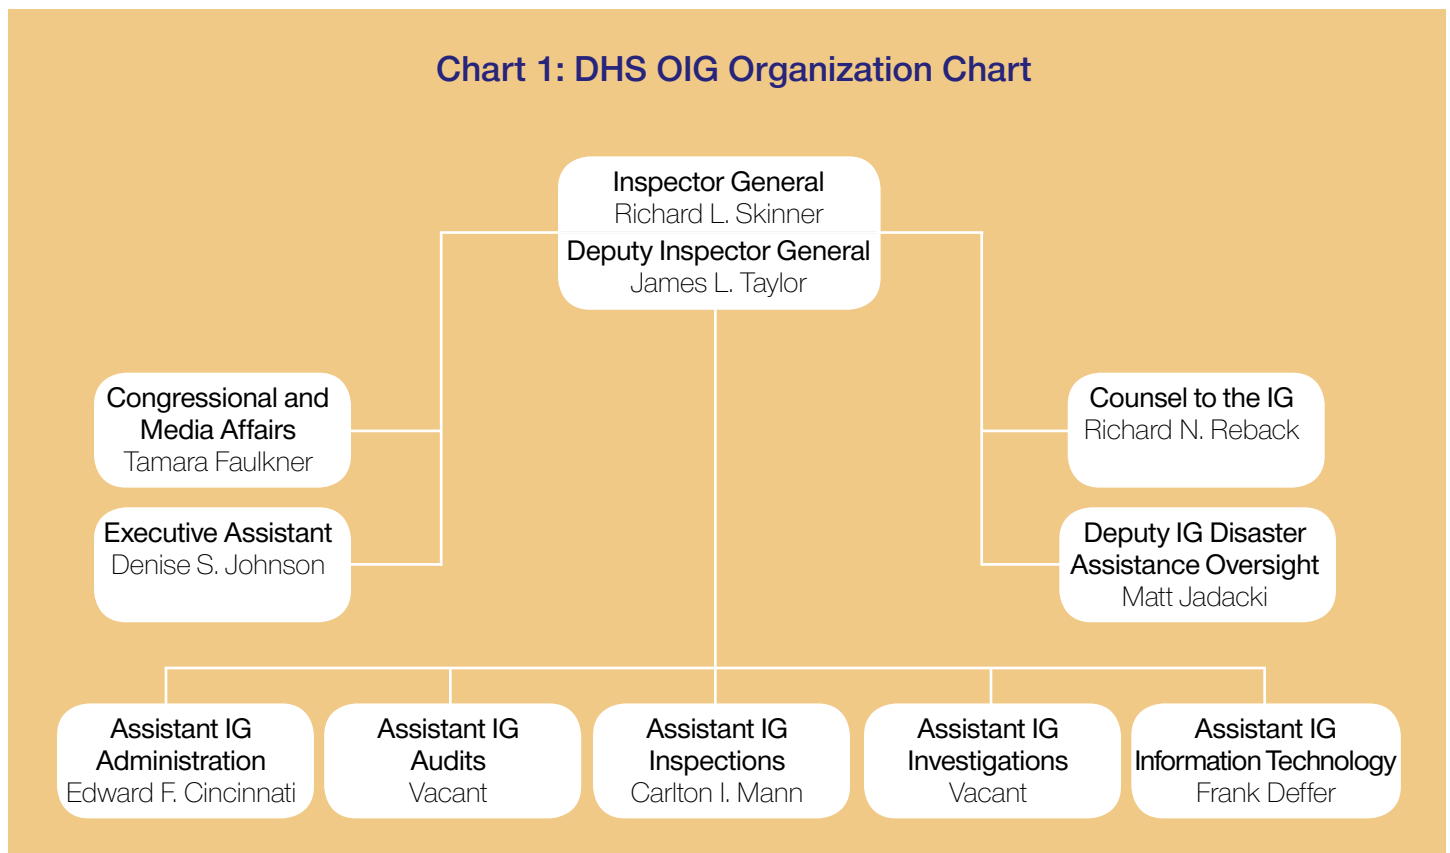 Chart 1: DHS OIG Organization Chart
Inspector General
Richard L. Skinner
Deputy Inspector General
James L. Taylor
Congressional and
Media Affairs
Tamara Faulkner
Counsel to the IG
Richard N. Reback
Executive Assistant
Denise S. Johnson
Deputy IG Disaster
Assistance Oversight
Matt Jadacki
Assistant IG
Administration
Edward F. Cincinnati
Assistant IG
Audits
Vacant
Assistant IG
Inspections
Carlton I. Mann
Assistant IG
Investigations
Vacant
Assistant IG
Information Technology
Frank Deffer